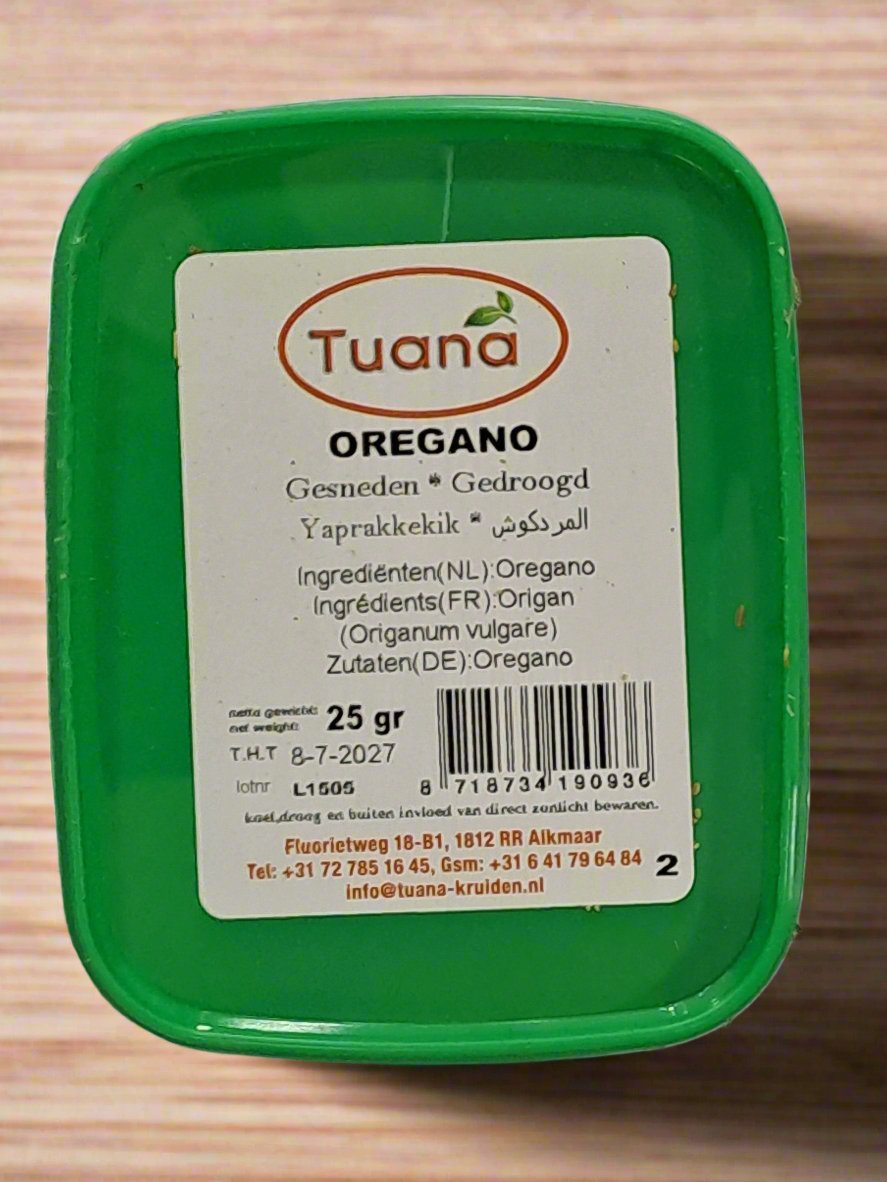 Tuana
OREGANO
Gesneden * Gedroogd
Yaprakkekik * المردكوش
Ingrediënten(NL):Oregano
Ingrédients(FR):Origan
(Origanum vulgare)
Zutaten(DE):Oregano
netto gewicht:
net weight:
25 gr
T.H.T 8-7-2027
lotnr L1505
8 718734 190936
koel,droog en buiten invloed van direct zonlicht bewaren.
Fluorietweg 18-B1, 1812 RR Alkmaar
Tel: +31 72 785 16 45, Gsm: +31 6 41 79 64 84
2
info@tuana-kruiden.nl